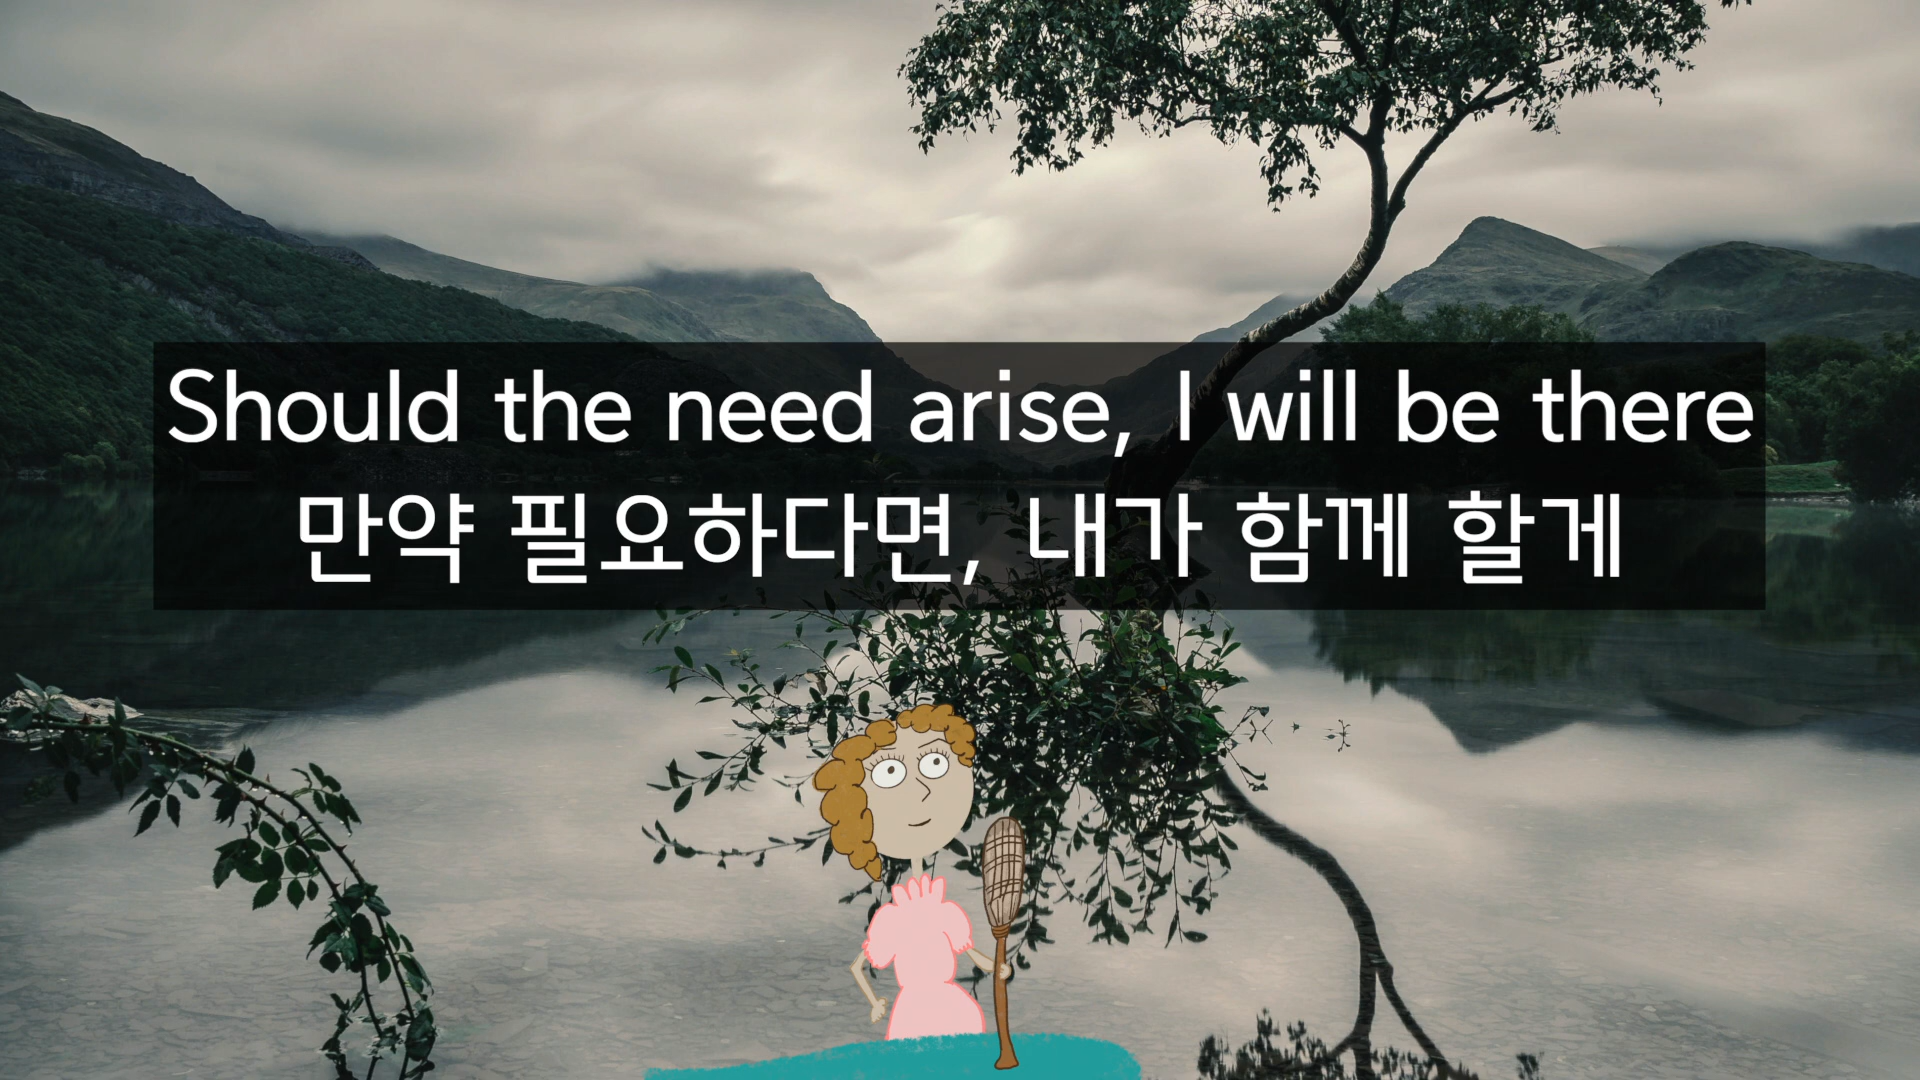 Should the need arise, I will be there
만약 필요하다면, 내가 함께 할게